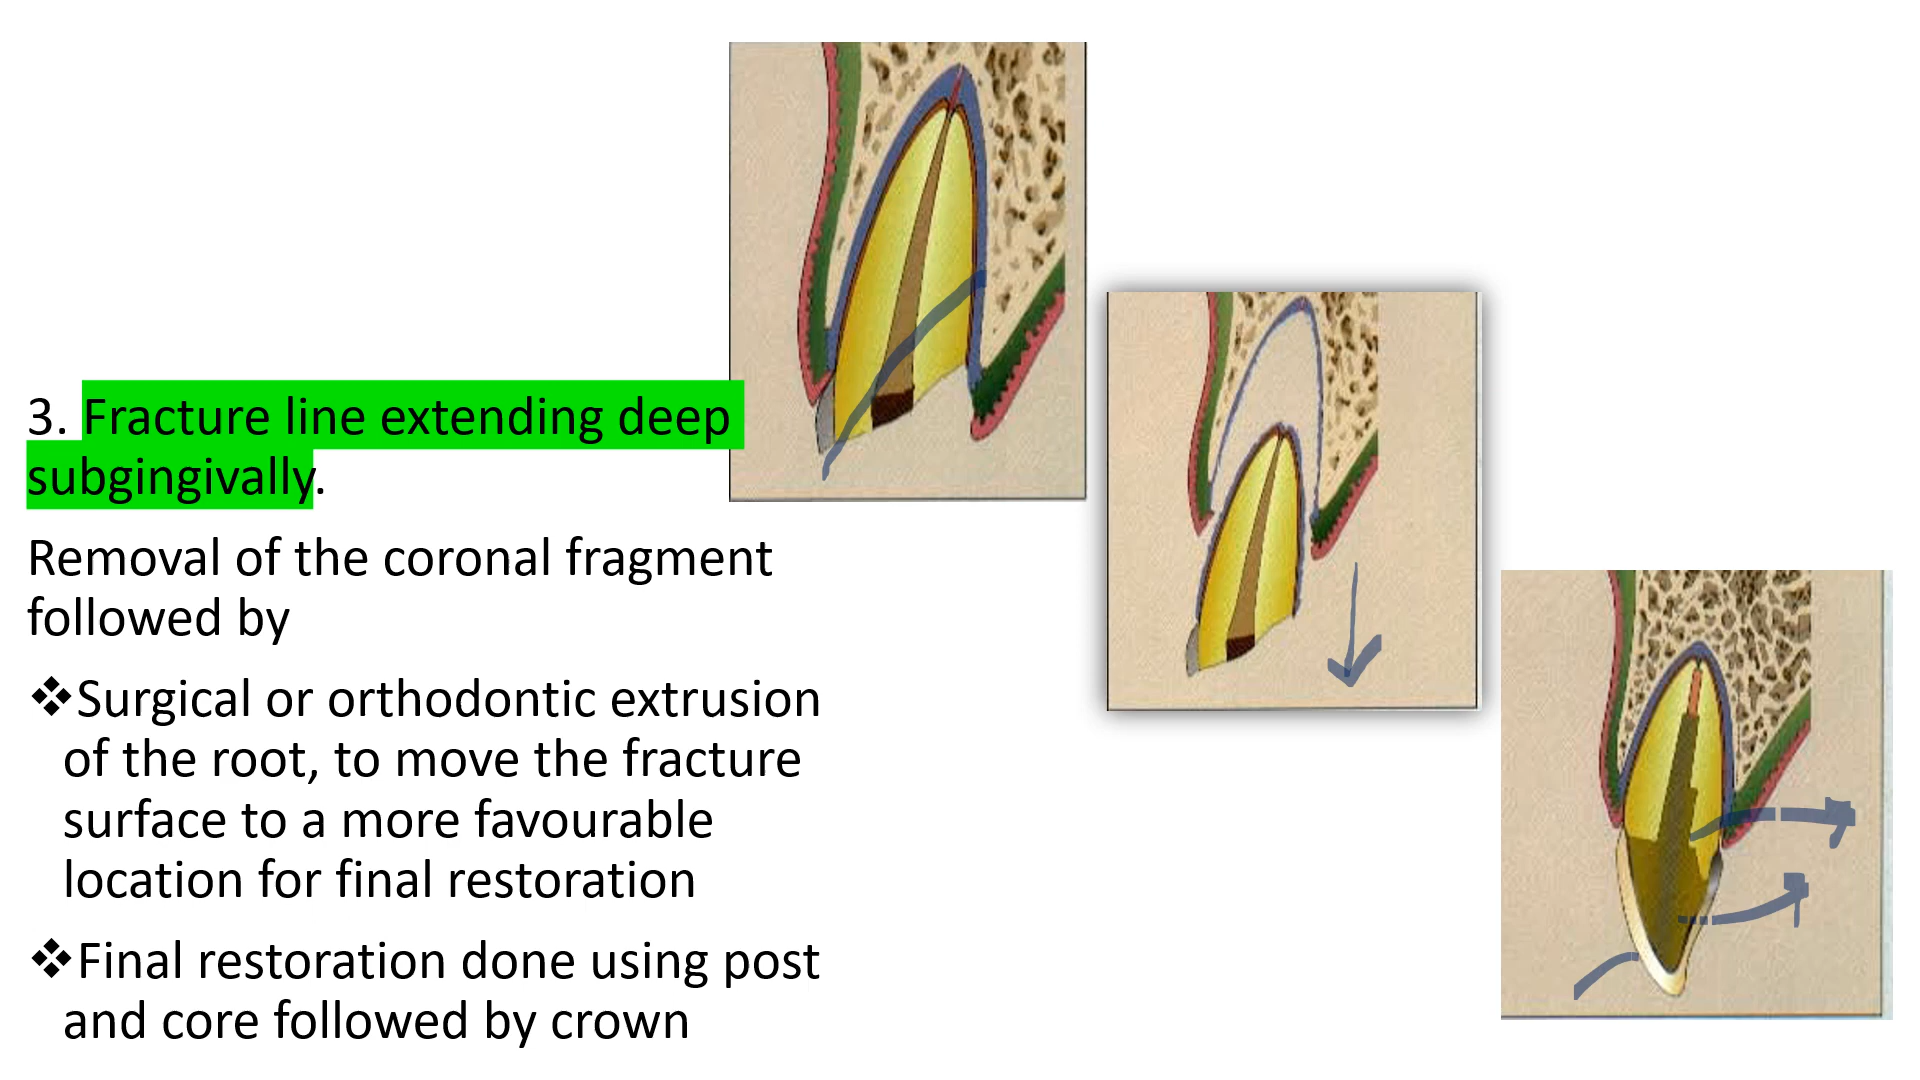 3. Fracture line extending deep
subgingivally.
Removal of the coronal fragment
followed by
❖Surgical or orthodontic extrusion
of the root, to move the fracture
surface to a more favourable
location for final restoration
❖Final restoration done using post
and core followed by crown